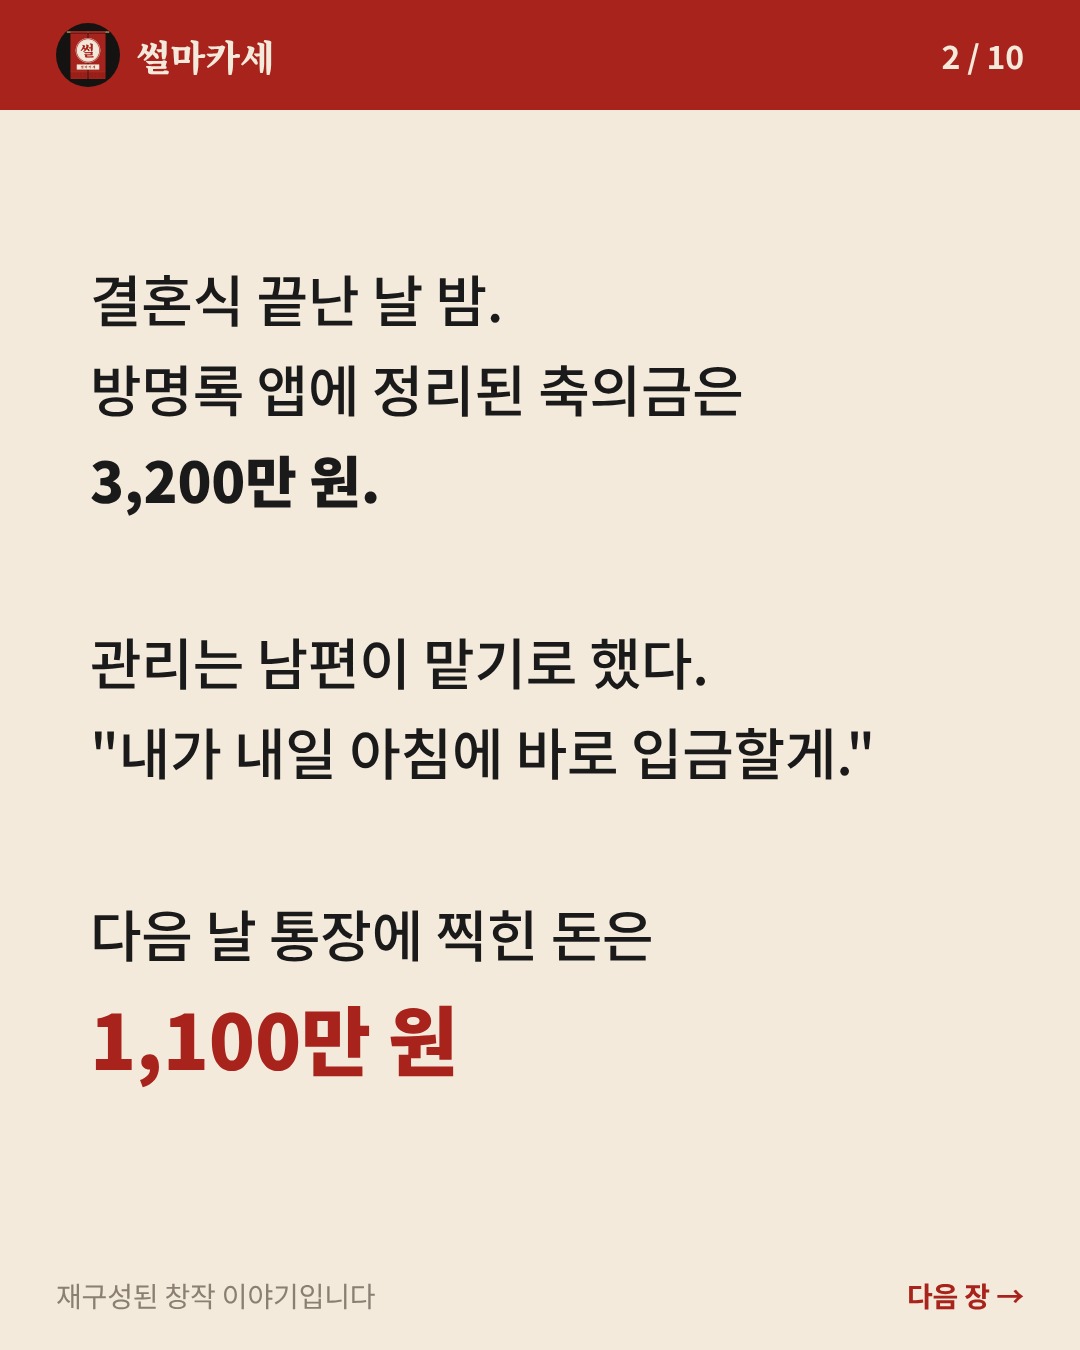 썰
썰마카세
2 / 10
결혼식 끝난 날 밤.
방명록 앱에 정리된 축의금은
3,200만 원.
관리는 남편이 맡기로 했다.
"내가 내일 아침에 바로 입금할게."
다음 날 통장에 찍힌 돈은
1,100만 원
재구성된 창작 이야기입니다
다음 장 →